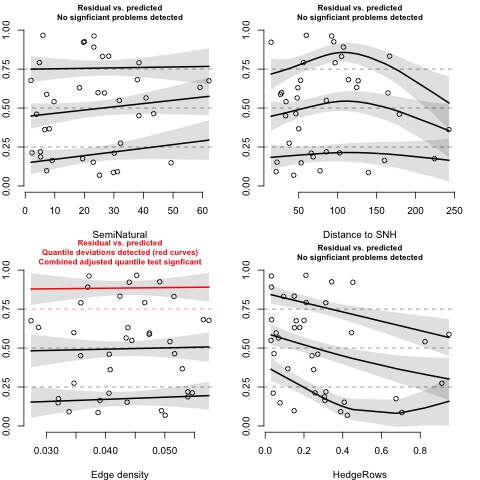 Residual vs. predicted
No signficiant problems detected
0.00 0.25 0.50 0.75 1.00
0 10 20 30 40 50 60
SemiNatural
Residual vs. predicted
No signficiant problems detected
0.00 0.25 0.50 0.75 1.00
50 100 150 200 250
Distance to SNH
Residual vs. predicted
Quantile deviations detected (red curves)
Combined adjusted quantile test signficant
0.00 0.25 0.50 0.75 1.00
0.030 0.040 0.050
Edge density
Residual vs. predicted
No signficiant problems detected
0.00 0.25 0.50 0.75 1.00
0.0 0.2 0.4 0.6 0.8
HedgeRows